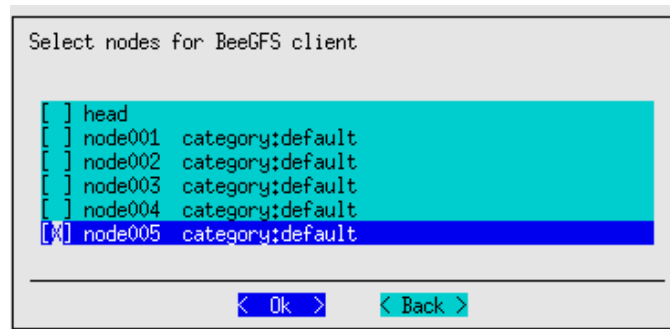 Select nodes for BeeGFS client
[ ] head
[ ] node001 category:default
[ ] node002 category:default
[ ] node003 category:default
[ ] node004 category:default
[X] node005 category:default
< Ok > < Back >